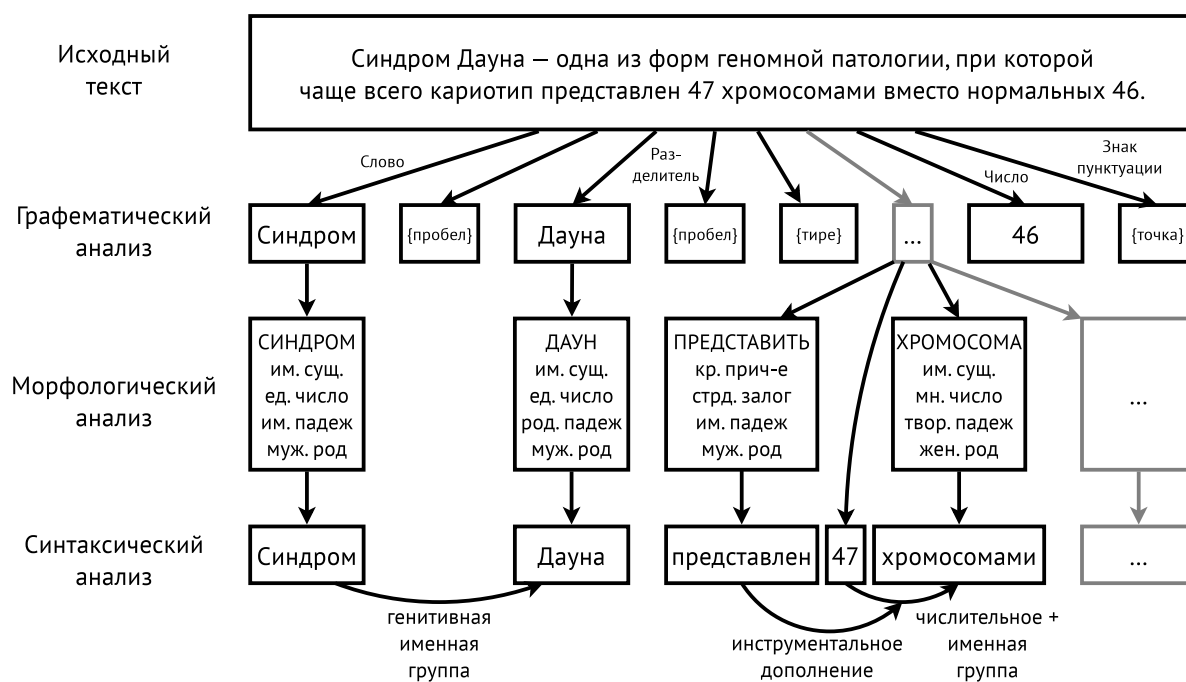 Исходный
текст
Синдром Дауна — одна из форм геномной патологии, при которой
чаще всего кариотип представлен 47 хромосомами вместо нормальных 46.
Слово
Раз-
делитель
Число
Знак
пунктуации
Графематический
анализ
Синдром
{пробел}
Дауна
{пробел}
{тире}
...
46
{точка}
Морфологический
анализ
СИНДРОМ
им. сущ.
ед. число
им. падеж
муж. род
ДАУН
им. сущ.
ед. число
род. падеж
муж. род
ПРЕДСТАВИТЬ
кр. прич-е
стрд. залог
им. падеж
муж. род
ХРОМОСОМА
им. сущ.
мн. число
твор. падеж
жен. род
...
Синтаксический
анализ
Синдром
Дауна
представлен
47
хромосомами
...
генитивная
именная
группа
инструментальное
дополнение
числительное +
именная
группа